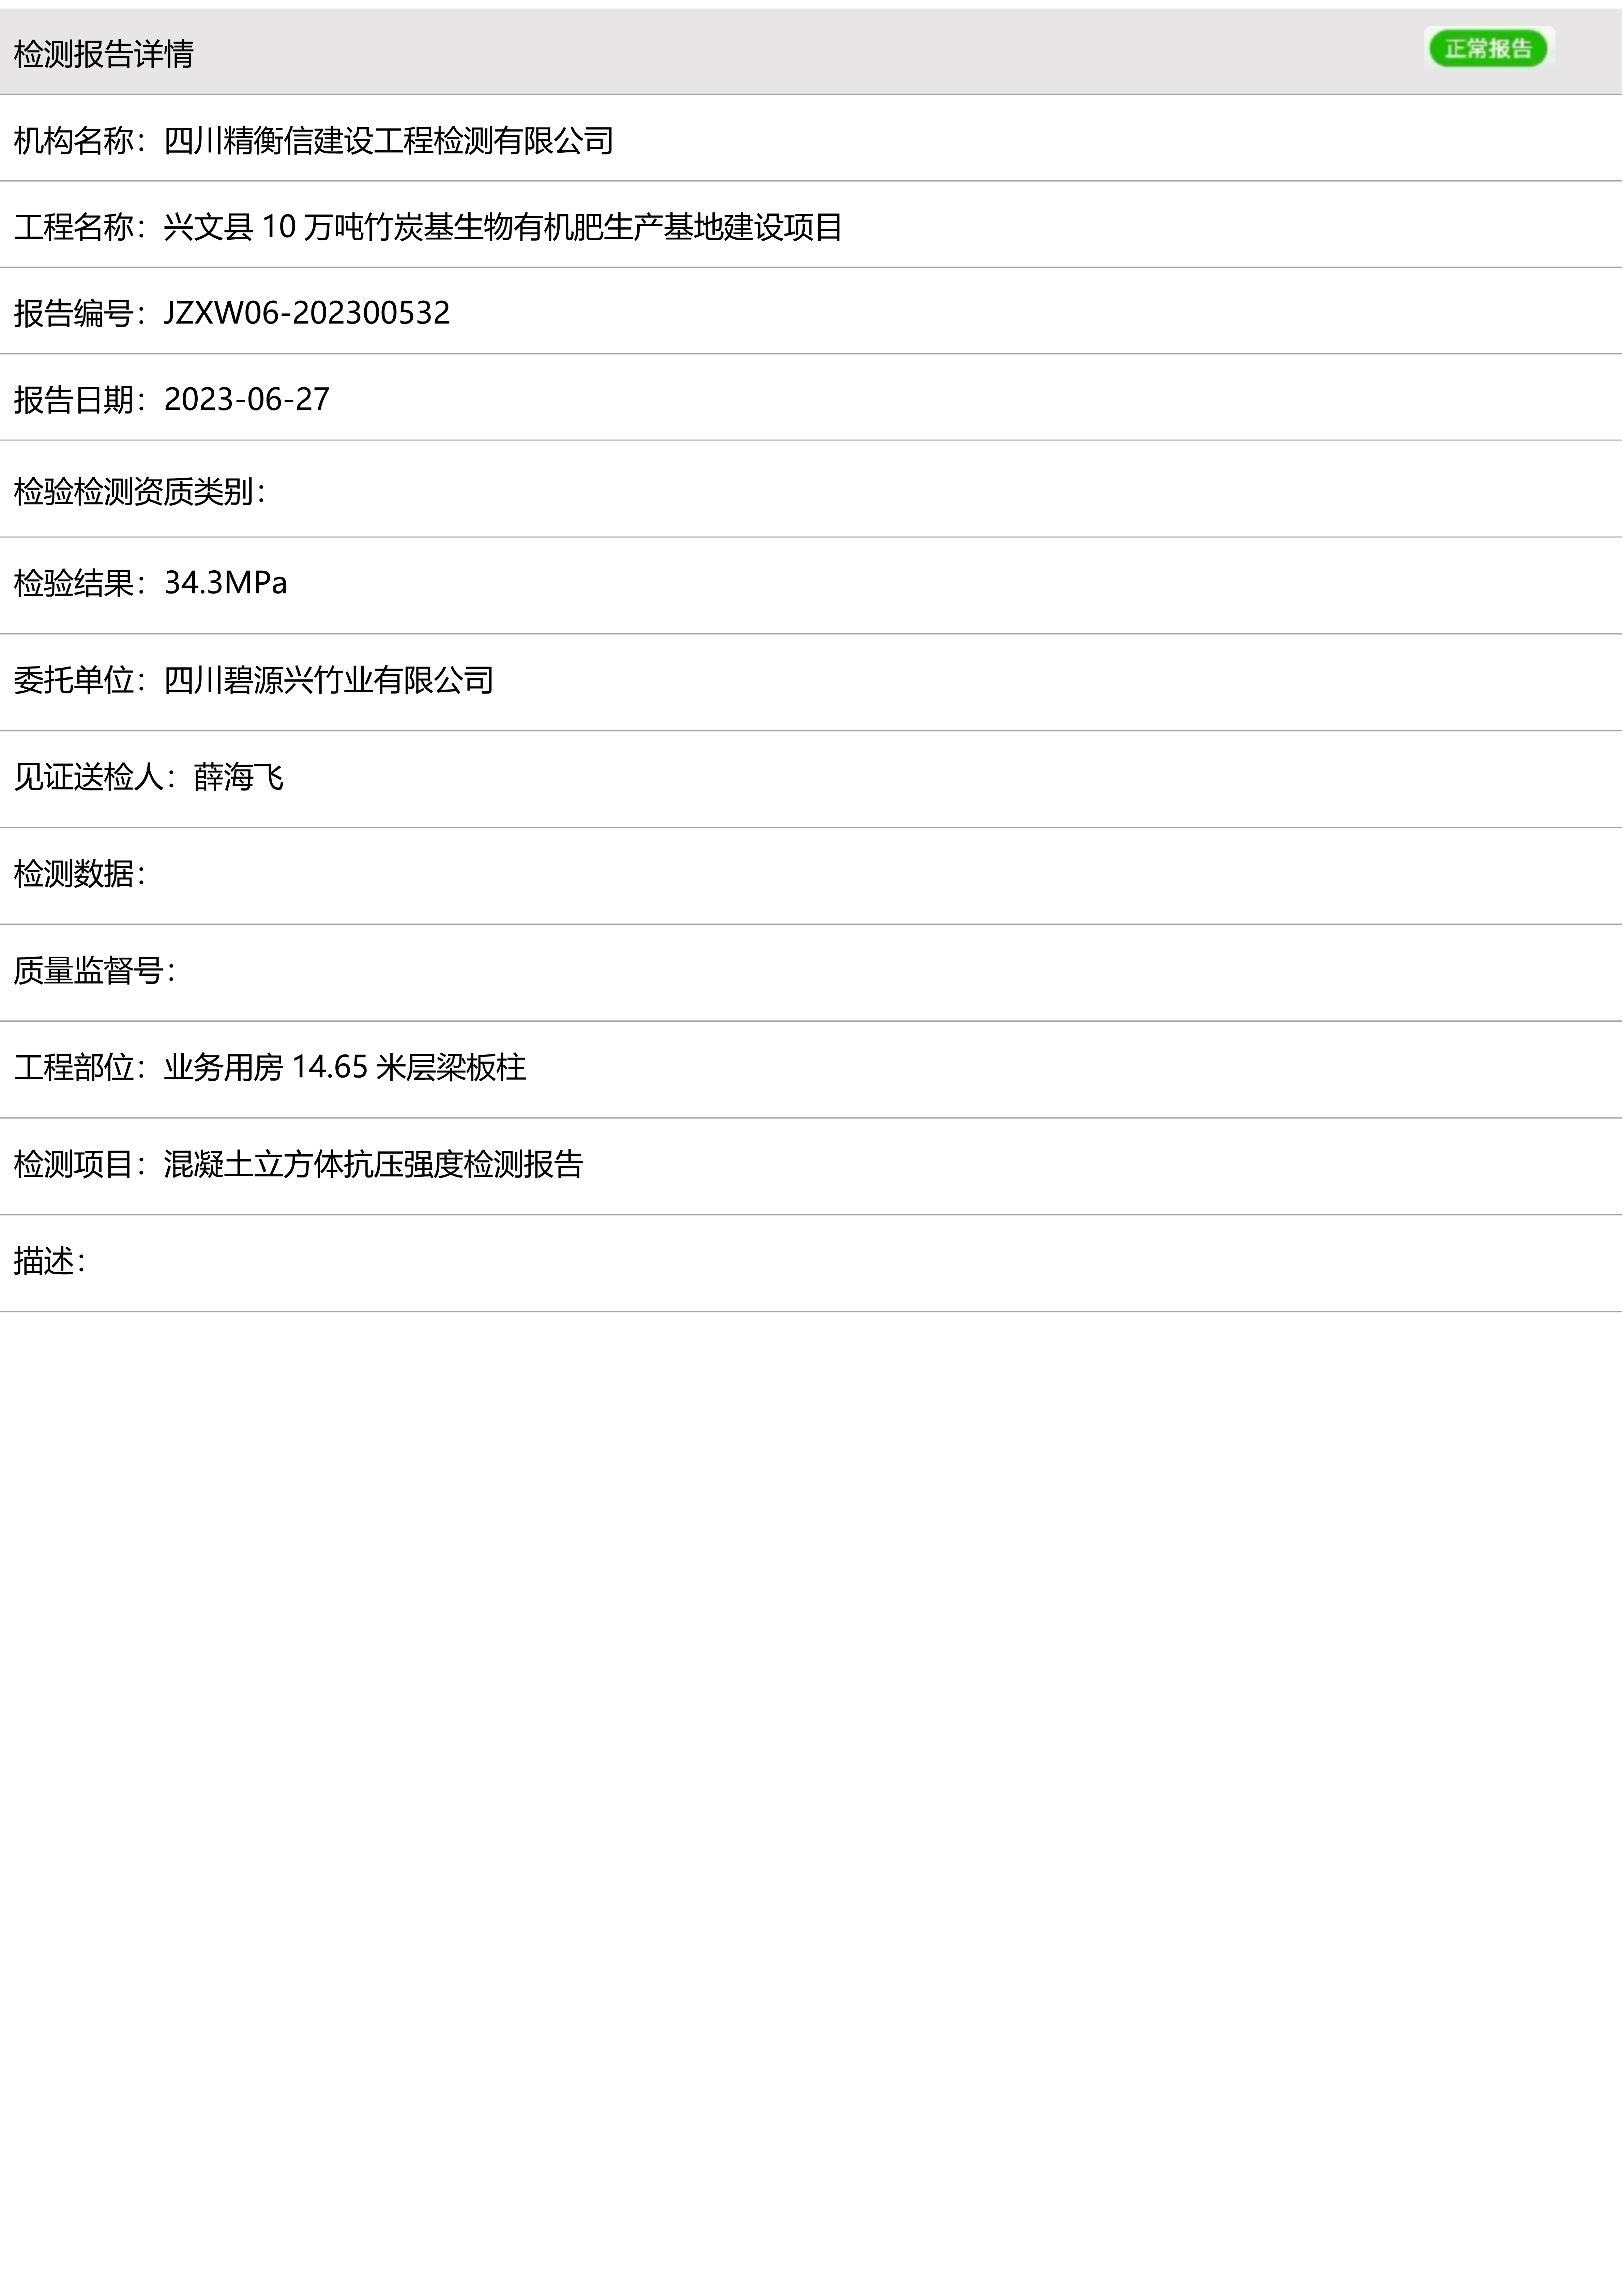 检测报告详情 正常报告
机构名称：四川精衡信建设工程检测有限公司
工程名称：兴文县 10 万吨竹炭基生物有机肥生产基地建设项目
报告编号：JZXW06-202300532
报告日期：2023-06-27
检验检测资质类别：
检验结果：34.3MPa
委托单位：四川碧源兴竹业有限公司
见证送检人：薛海飞
检测数据：
质量监督号：
工程部位：业务用房 14.65 米层梁板柱
检测项目：混凝土立方体抗压强度检测报告
描述：